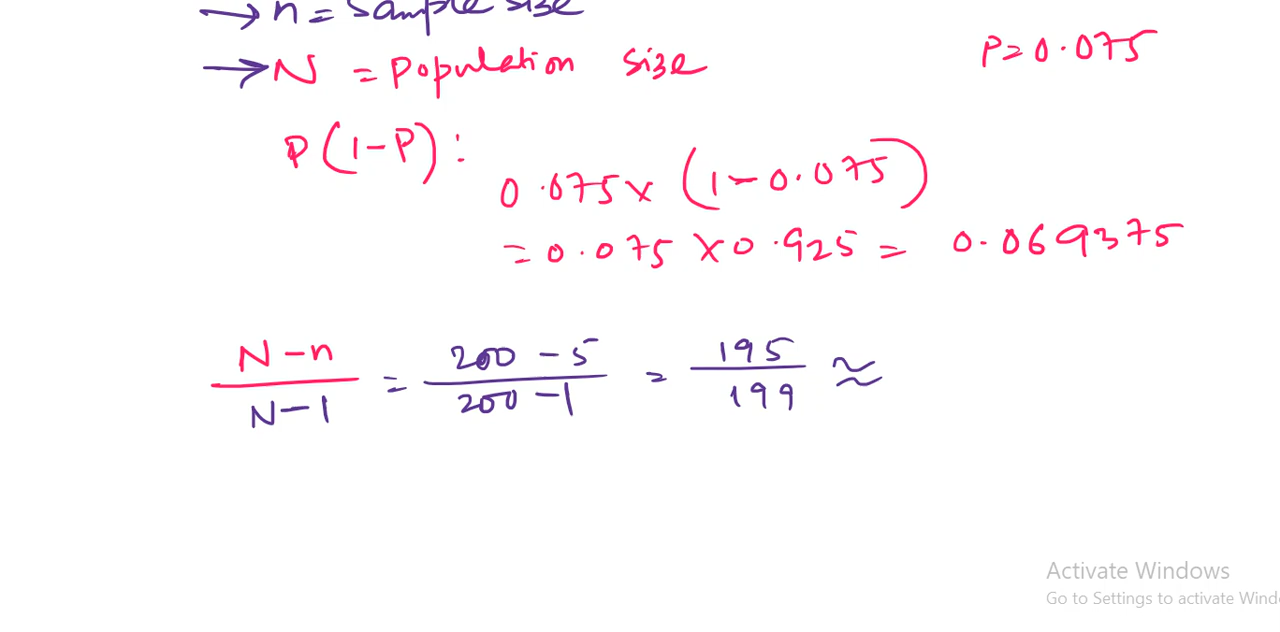 → n = sample size
→ N = population size
P = 0.075
P(1-P):
0.075 x (1-0.075)
= 0.075 x 0.925 = 0.069375
N-n / N-1 = 200-5 / 200-1 = 195 / 199 ≈
Activate Windows
Go to Settings to activate Wind